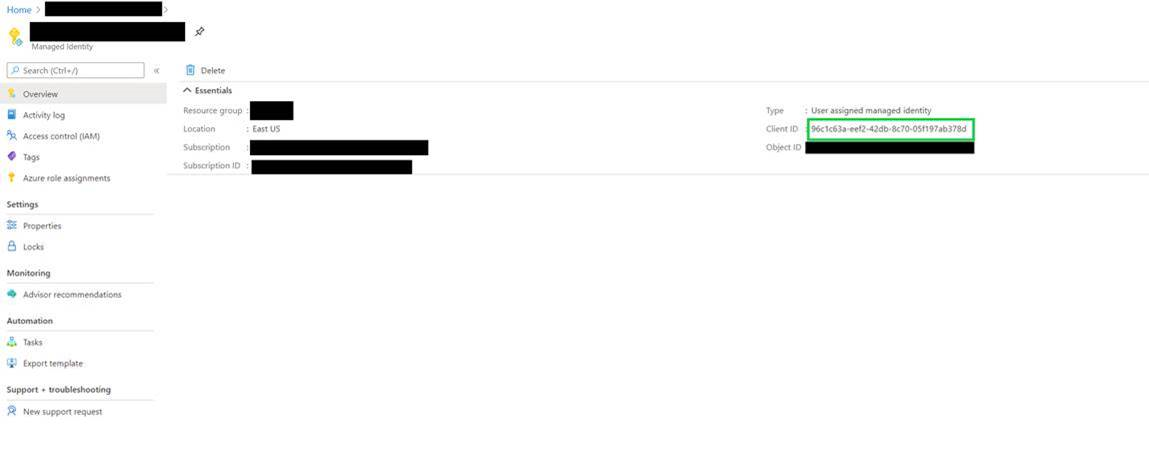 Home >
Managed Identity
Search (Ctrl+/) «
Overview
Activity log
Access control (IAM)
Tags
Azure role assignments
Settings
Properties
Locks
Monitoring
Advisor recommendations
Automation
Tasks
Export template
Support + troubleshooting
New support request
Delete
Essentials
Resource group :
Location : East US
Subscription :
Subscription ID :
Type : User assigned managed identity
Client ID : 96c1c63a-eef2-42db-8c70-05f197ab378d
Object ID